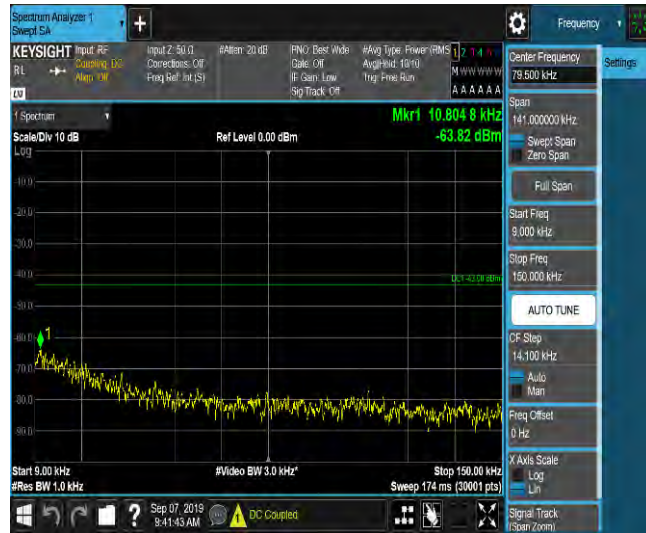 Spectrum Analyzer 1
Swept SA
Frequency
KEYSIGHT
RL
Input: RF
Coupling: DC
Align: Off
Input Z: 50 Ω
Corrections: Off
Freq Ref: Int (S)
#Atten: 20 dB
PNO: Best Wide
Gate: Off
IF Gain: Low
Sig Track: Off
#Avg Type: Power (RMS
Avg|Hold: 10/10
Trig: Free Run
M W W W W W
A A A A A A
LXI
1 Spectrum
Scale/Div 10 dB
Log
Ref Level 0.00 dBm
Mkr1 10.804 8 kHz
-63.82 dBm
-10.0
-20.0
-30.0
-40.0
DL1 -43.00 dBm
-50.0
-60.0
1
-70.0
-80.0
-90.0
Start 9.00 kHz
#Res BW 1.0 kHz
#Video BW 3.0 kHz*
Stop 150.00 kHz
Sweep 174 ms (30001 pts)
Center Frequency
79.500 kHz
Settings
Span
141.000000 kHz
Swept Span
Zero Span
Full Span
Start Freq
9.000 kHz
Stop Freq
150.000 kHz
AUTO TUNE
CF Step
14.100 kHz
Auto
Man
Freq Offset
0 Hz
X Axis Scale
Log
Lin
Signal Track
(Span Zoom)
?
Sep 07, 2019
9:41:43 AM
DC Coupled